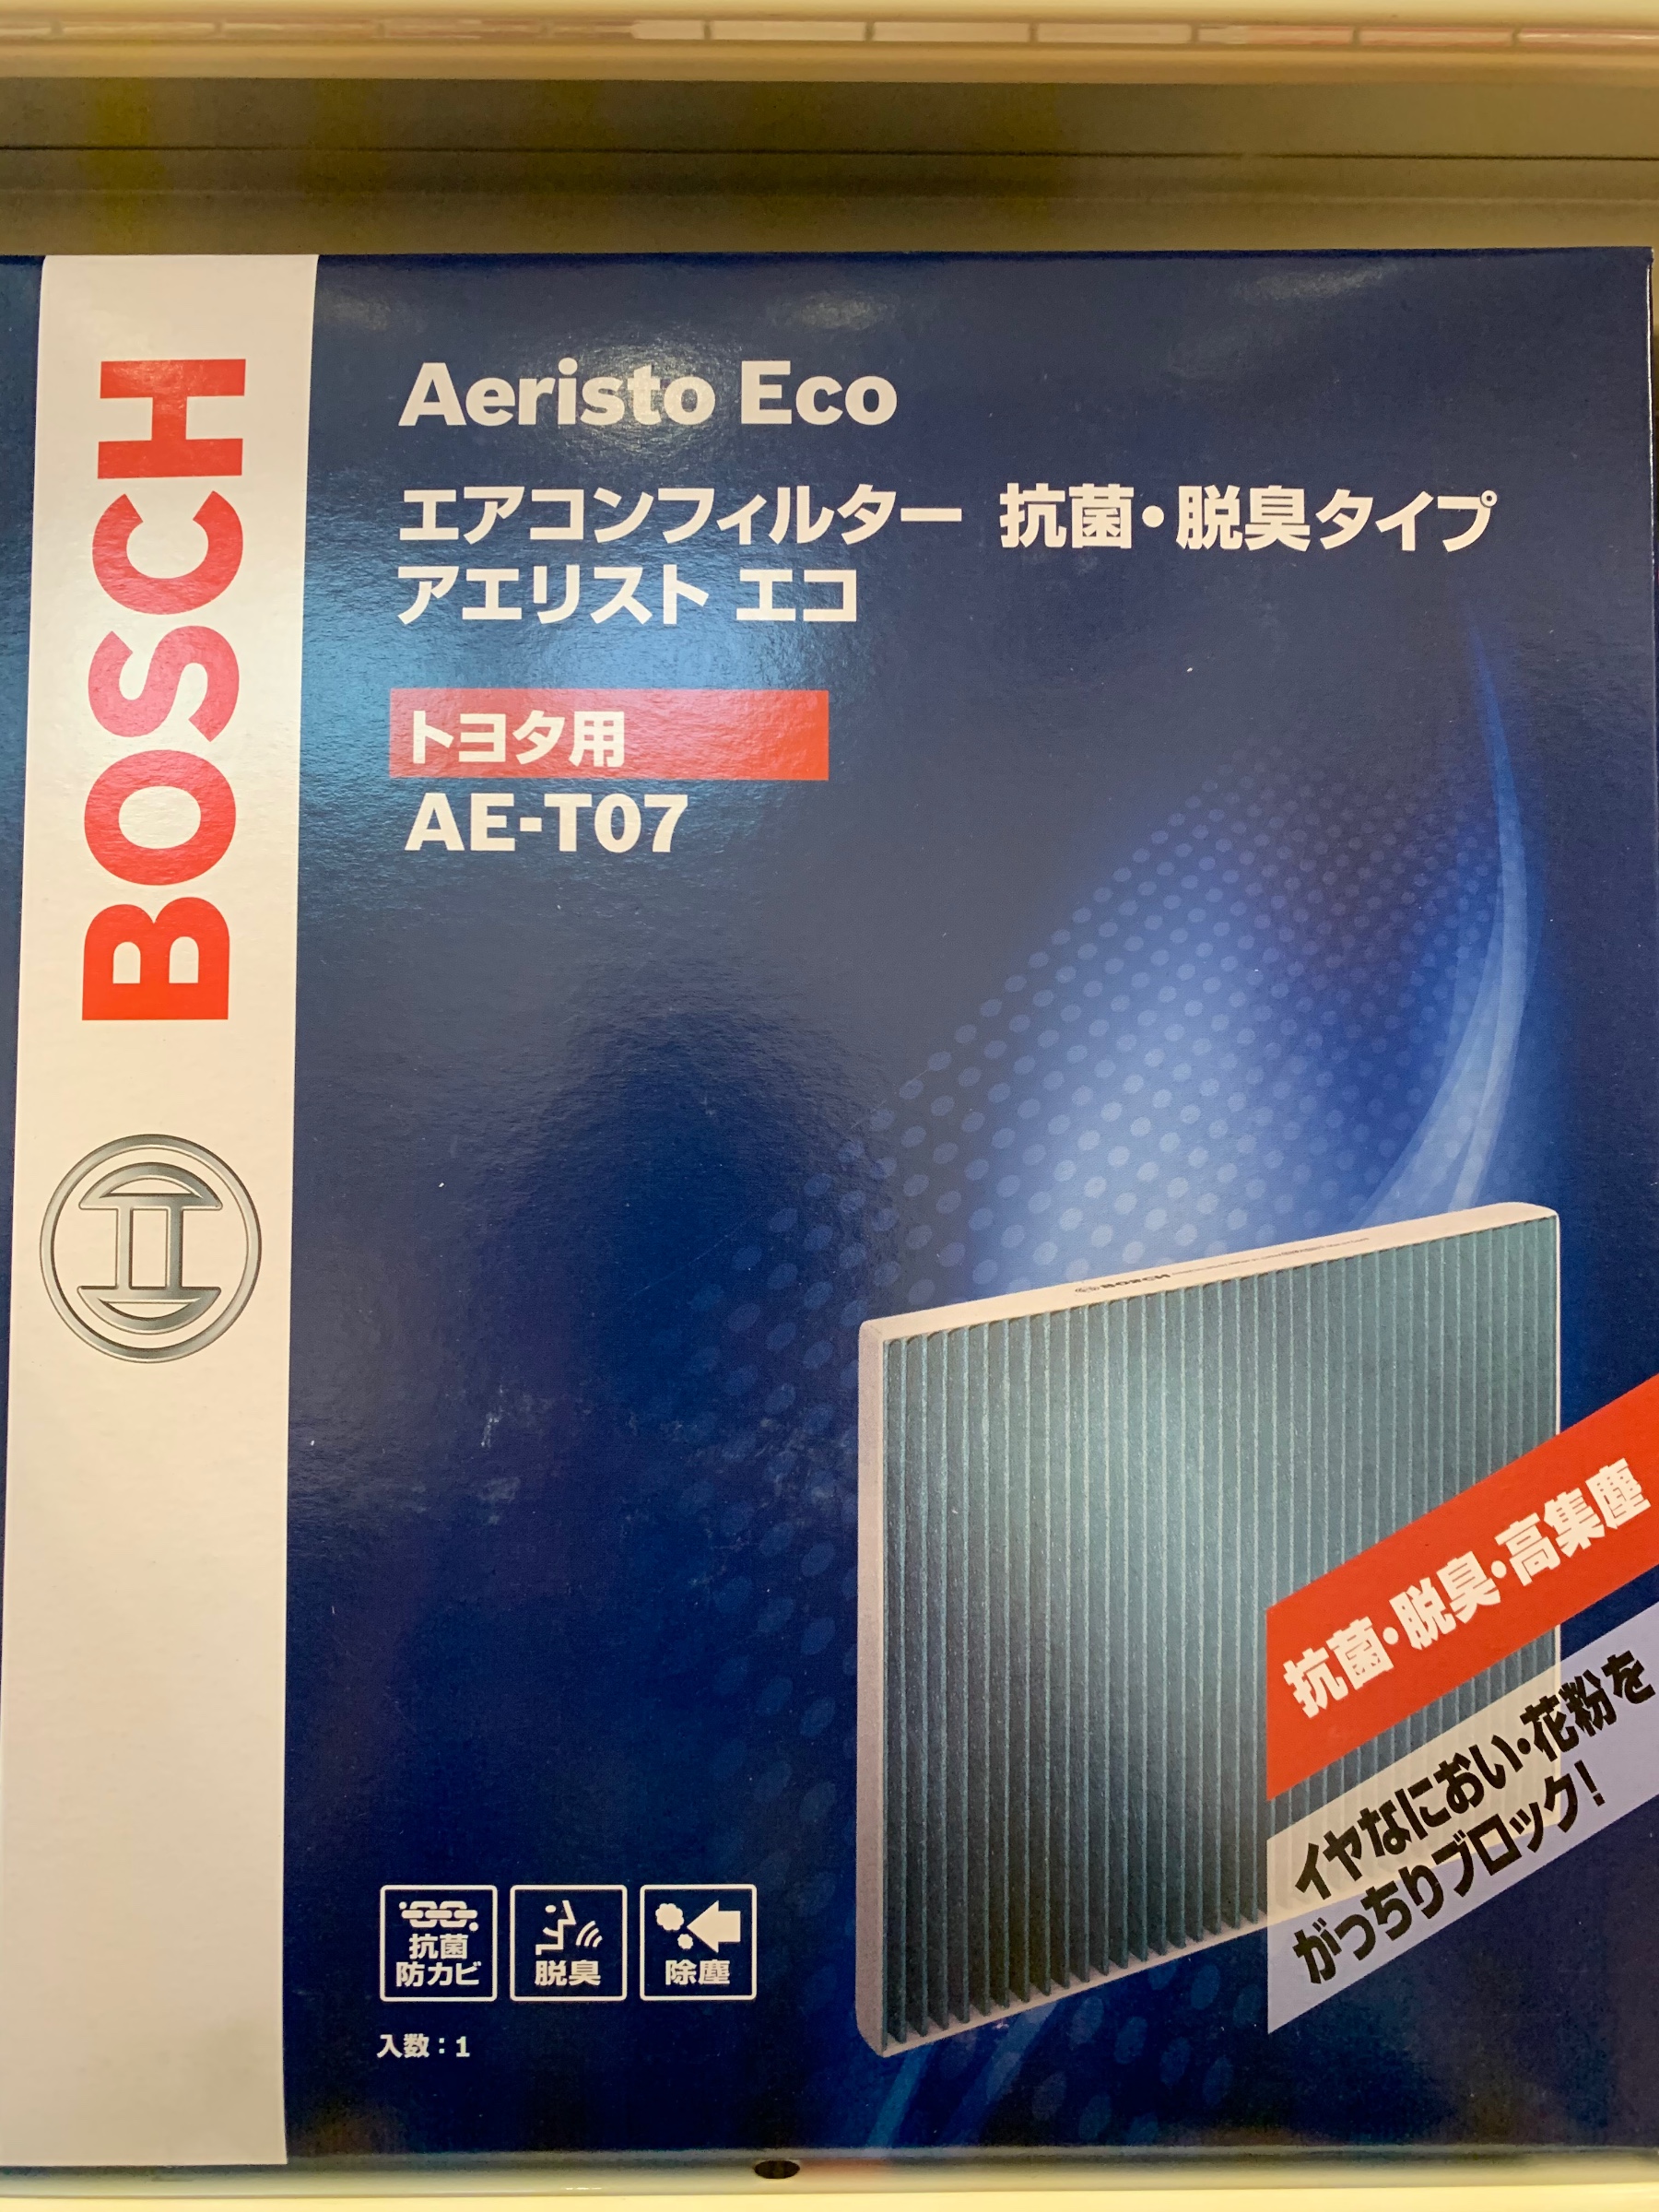 BOSCH
Aeristo Eco
エアコンフィルター 抗菌・脱臭タイプ
アエリスト エコ
トヨタ用
AE-T07
BOSCH
抗菌・脱臭・高集塵
イヤなにおい・花粉を
がっちりブロック!
抗菌
防カビ
脱臭
除塵
入数:1